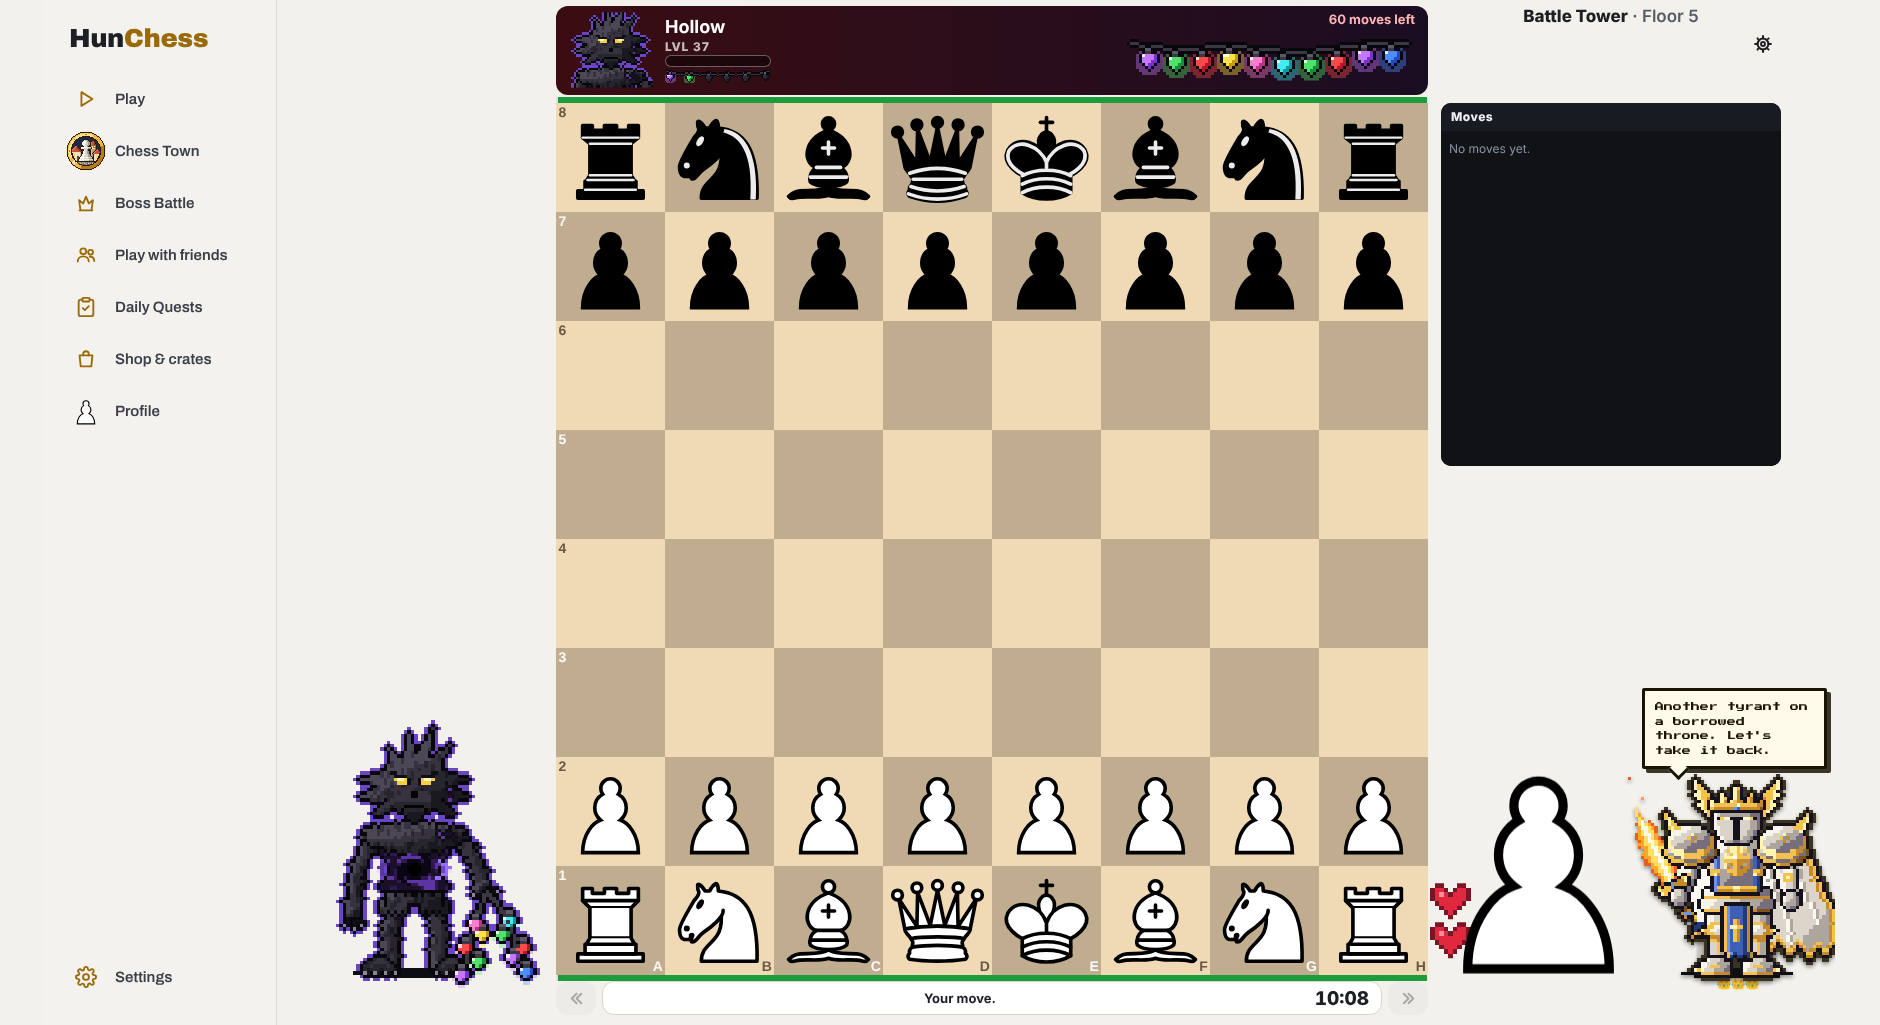 HunChess
Play
Chess Town
Boss Battle
Play with friends
Daily Quests
Shop & crates
Profile
Settings
Hollow
LVL 37
60 moves left
8
7
6
5
4
3
2
1
A B C D E F G H
Your move.
10:08
Battle Tower · Floor 5
Moves
No moves yet.
Another tyrant on
a borrowed
throne. Let's
take it back.